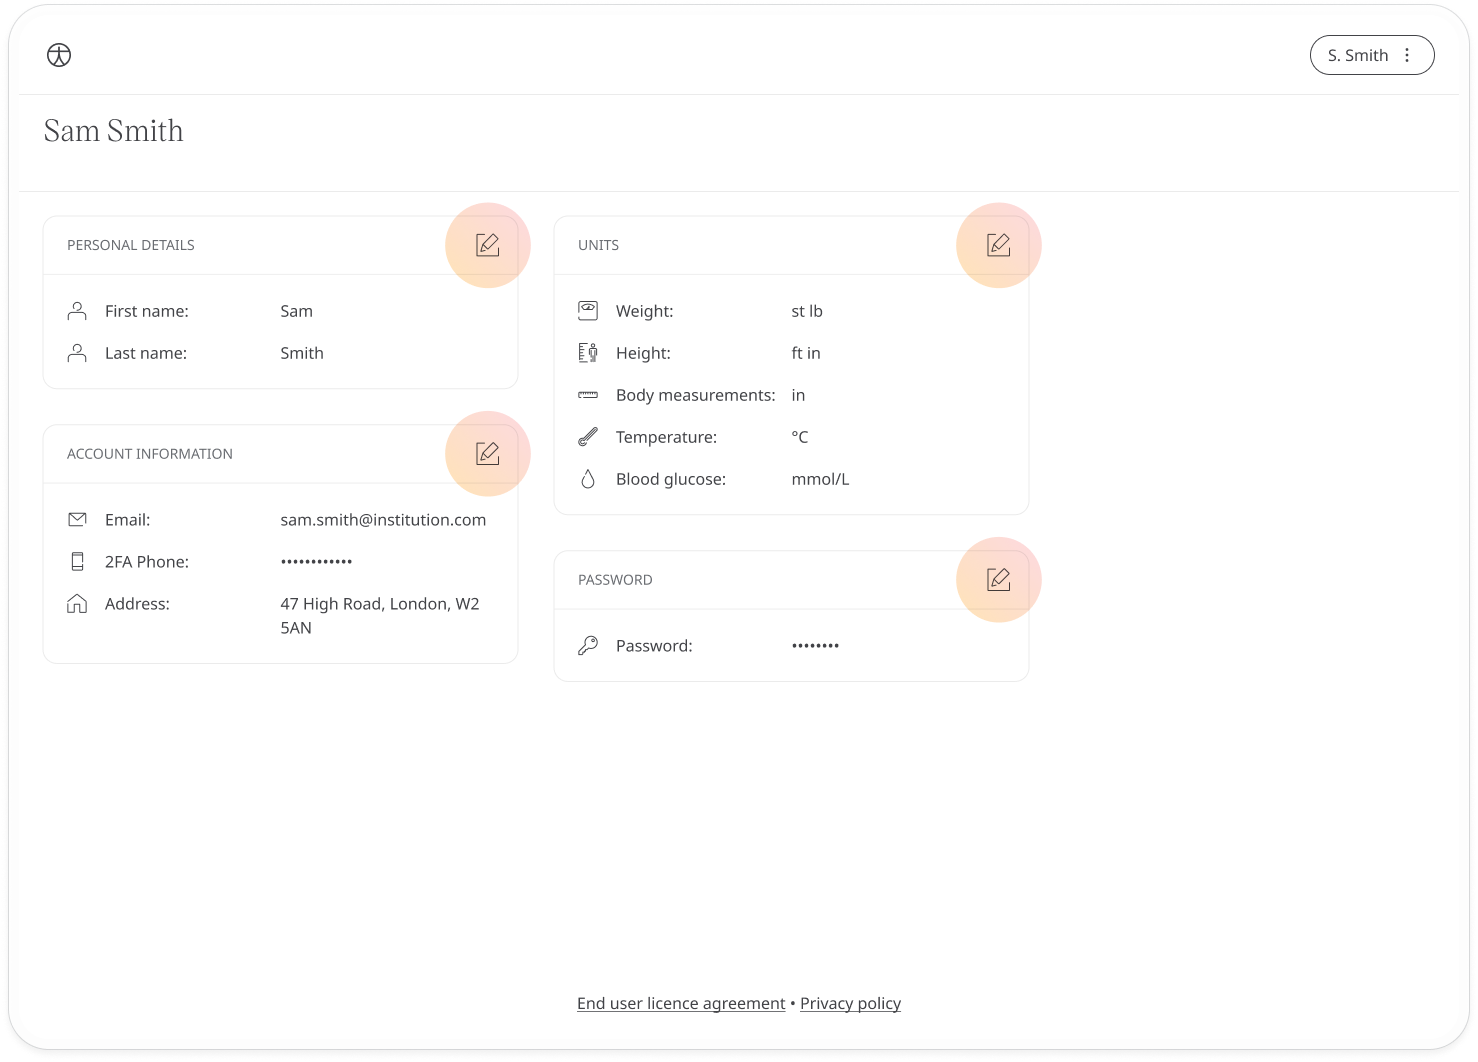 S. Smith
Sam Smith
PERSONAL DETAILS
First name: Sam
Last name: Smith
ACCOUNT INFORMATION
Email: sam.smith@institution.com
2FA Phone: ••••••••••••
Address: 47 High Road, London, W2
5AN
UNITS
Weight: st lb
Height: ft in
Body measurements: in
Temperature: °C
Blood glucose: mmol/L
PASSWORD
Password: ••••••••
End user licence agreement • Privacy policy